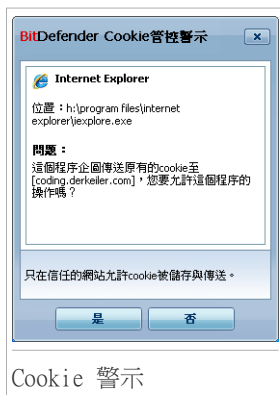 BitDefender Cookie管控警示
Internet Explorer
位置：h:\program files\internet
explorer\iexplore.exe
問題：
這個程序企圖傳送原有的cookie至
[coding.derkeiler.com]，您要允許這個程序的
操作嗎？
只在信任的網站允許cookie被儲存與傳送。
是
否
Cookie 警示